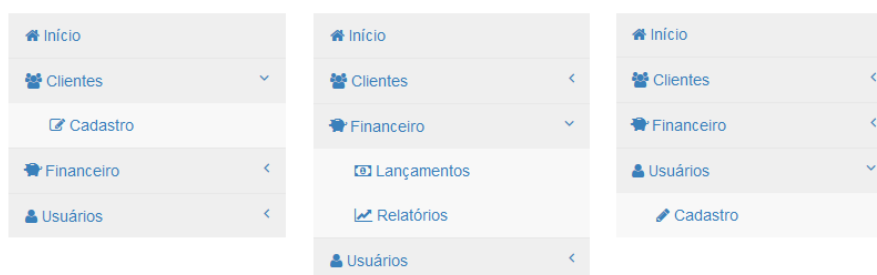 Início
Clientes
Cadastro
Financeiro
Usuários
Início
Clientes
Financeiro
Lançamentos
Relatórios
Usuários
Início
Clientes
Financeiro
Usuários
Cadastro